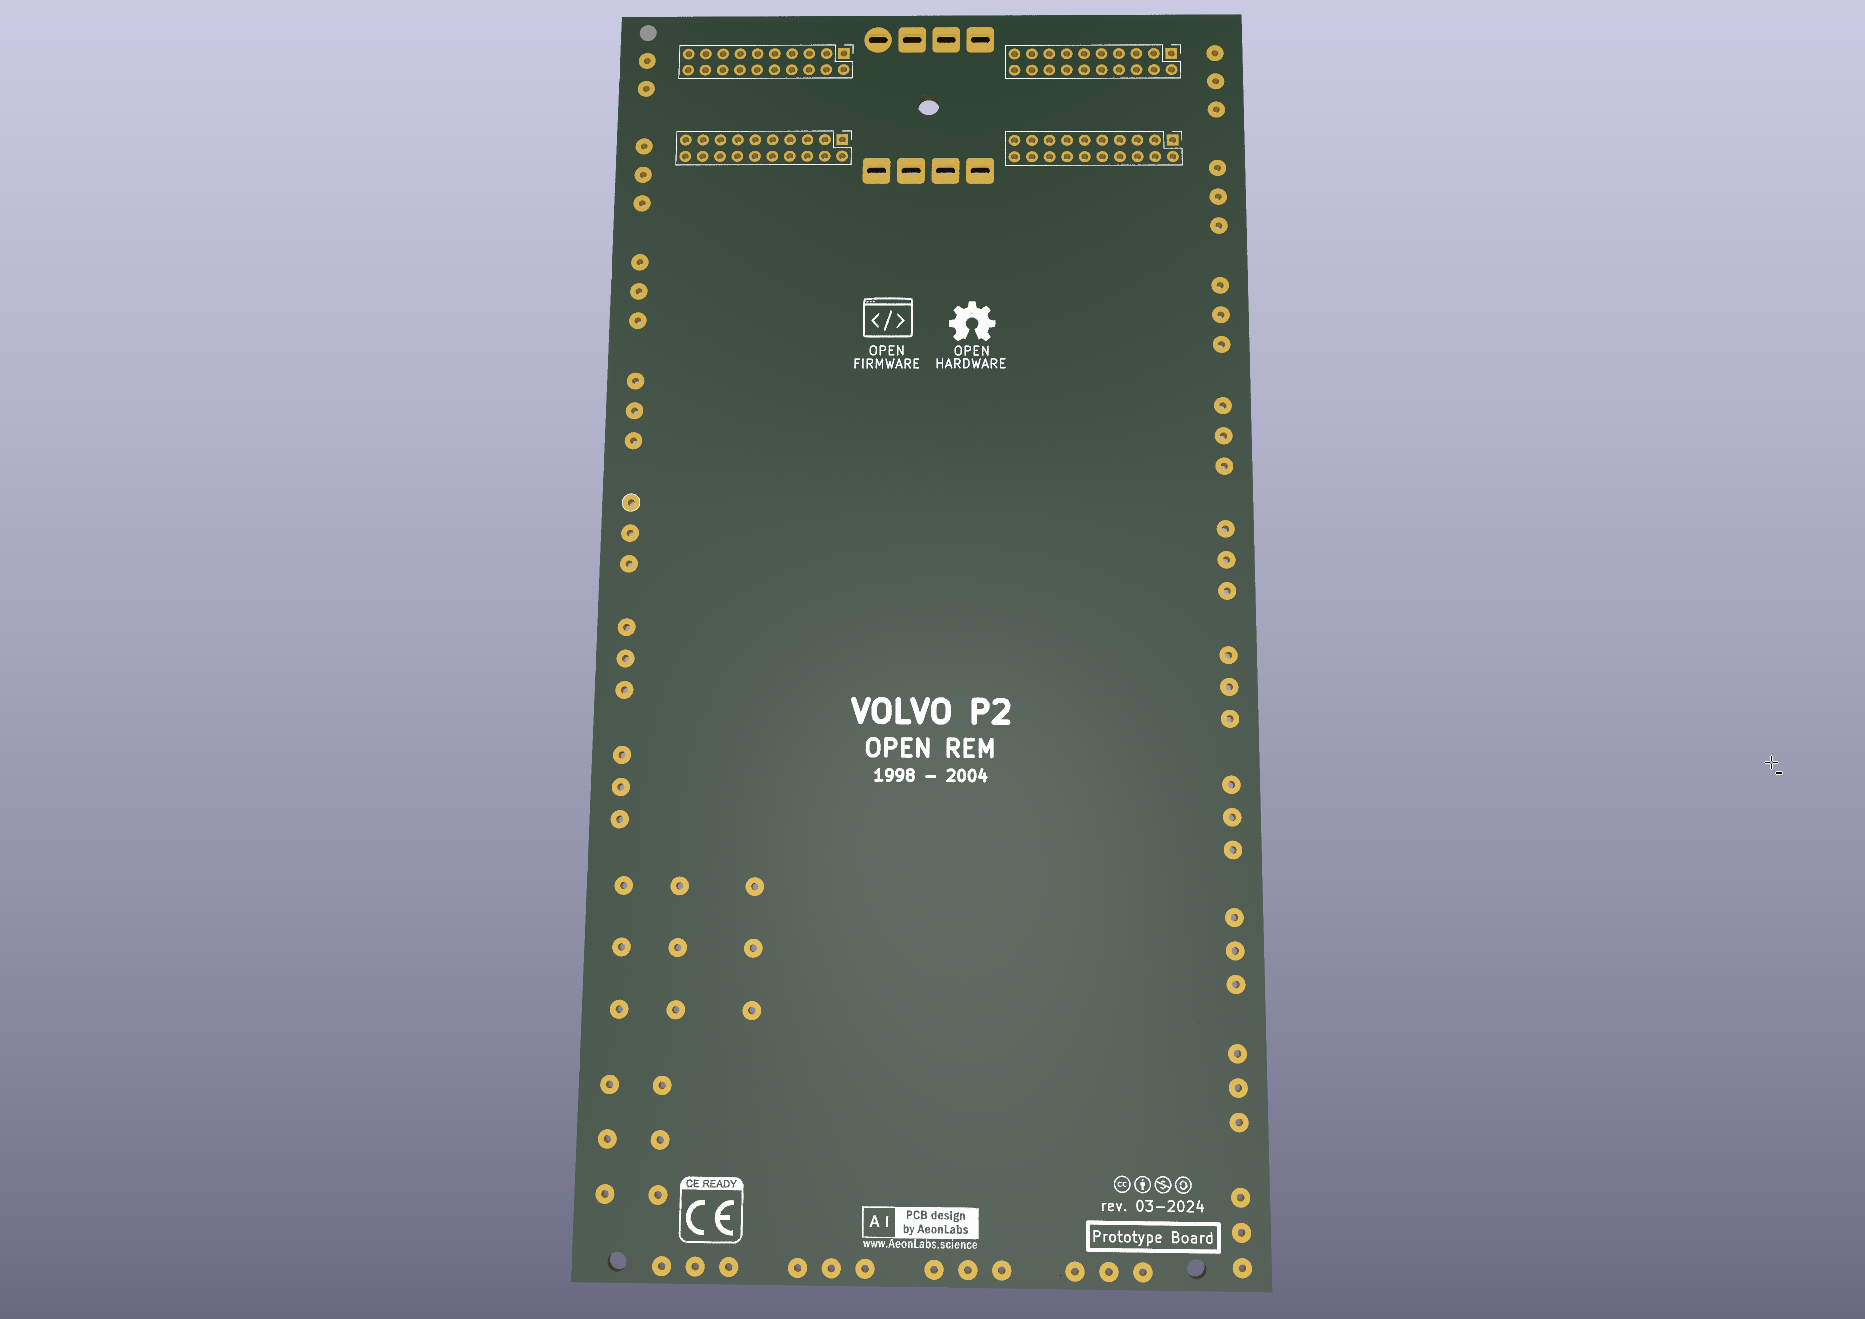 </>
OPEN
FIRMWARE
OPEN
HARDWARE
VOLVO P2
OPEN REM
1998 - 2004
CE READY
CE
AI
PCB design
by AeonLabs
www.AeonLabs.science
cc
rev. 03-2024
Prototype Board